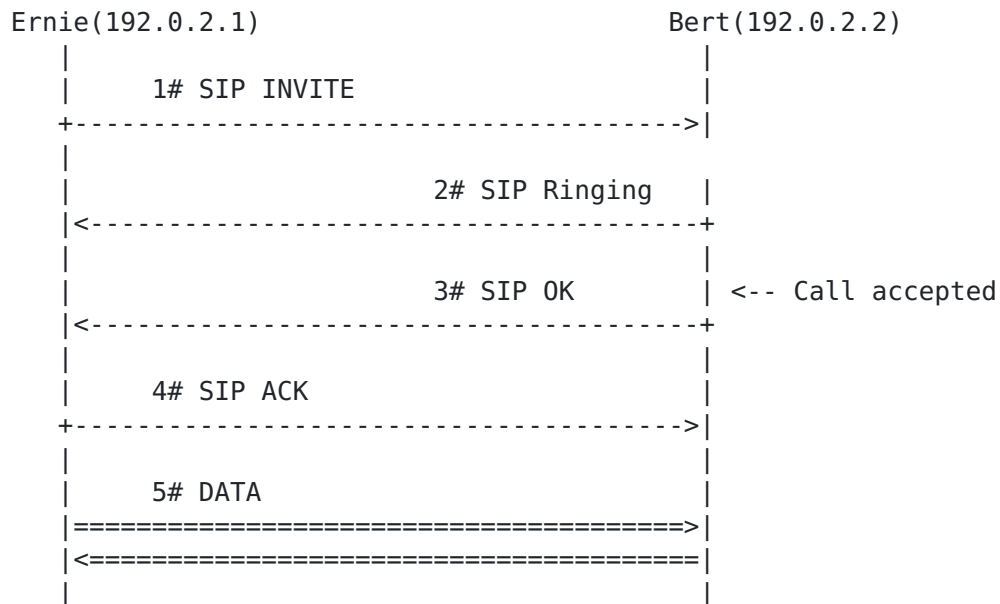 Ernie(192.0.2.1) Bert(192.0.2.2)
1# SIP INVITE
2# SIP Ringing
3# SIP OK <-- Call accepted
4# SIP ACK
5# DATA